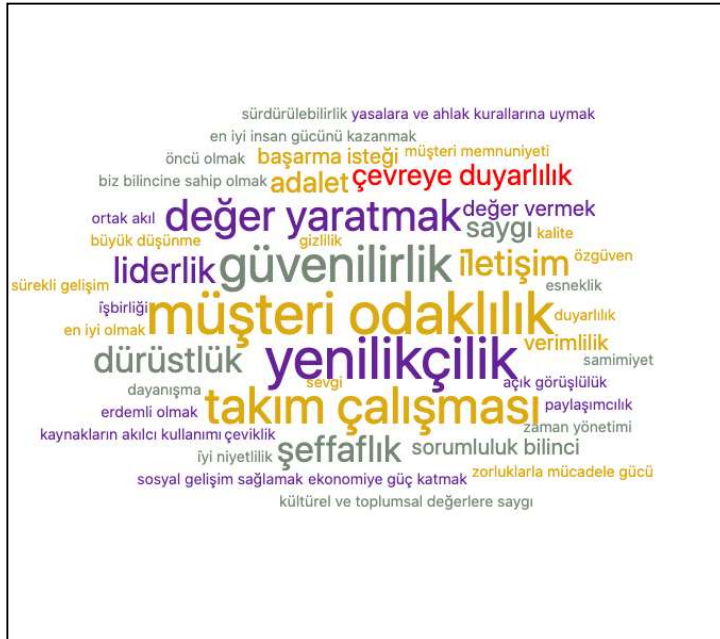 sürdürülebilirlik yasalara ve ahlak kurallarına uymak
en iyi insan gücünü kazanmak
öncü olmak başarma isteği müşteri memnuniyeti
biz bilincine sahip olmak adalet çevreye duyarlılık
ortak akıl değer yaratmak değer vermek
saygı kalite
büyük düşünme gizlilik
liderlik güvenilirlik iletişim özgüven
sürekli gelişim esneklik
işbirliği müşteri odaklılık duyarlılık
en iyi olmak verimlilik
dürüstlük yenilikçilik samimiyet
dayanışma sevgi açık görüşlülük
erdemli olmak takım çalışması paylaşımcılık
zaman yönetimi
kaynakların akılcı kullanımı çeviklik
iyi niyetlilik şeffaflık sorumluluk bilinci
sosyal gelişim sağlamak ekonomiye güç katmak zorluklarla mücadele gücü
kültürel ve toplumsal değerlere saygı